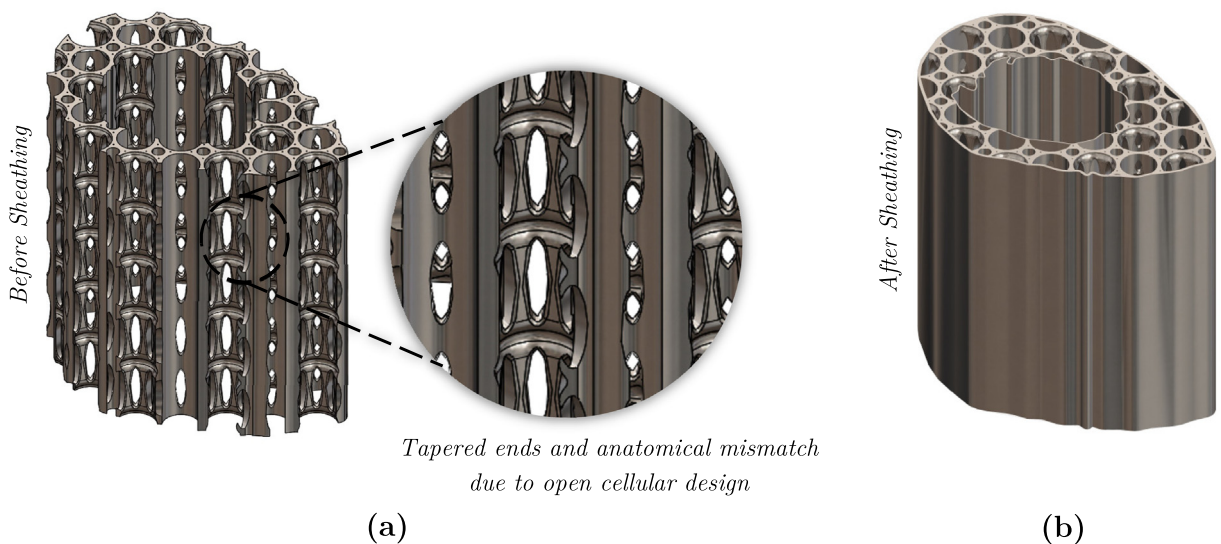 Before Sheathing
Tapered ends and anatomical mismatch
due to open cellular design
(a)
After Sheathing
(b)